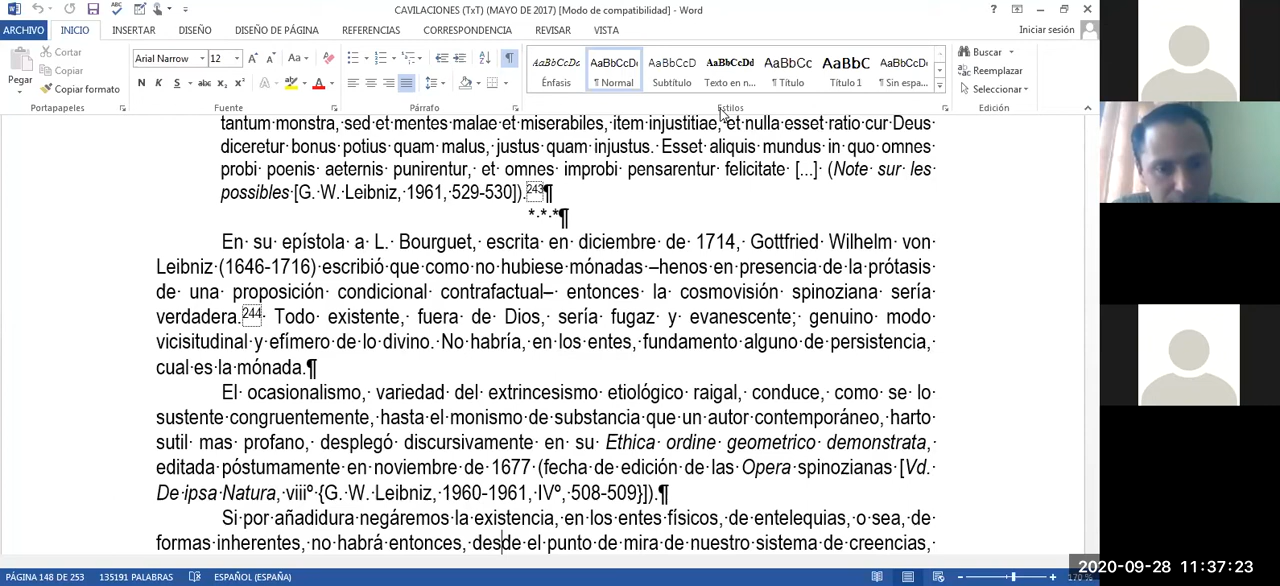 CAVILACIONES (TxT) (MAYO DE 2017) [Modo de compatibilidad] - Word
ARCHIVO INICIO INSERTAR DISEÑO DISEÑO DE PÁGINA REFERENCIAS CORRESPONDENCIA REVISAR VISTA Iniciar sesión
Pegar
Cortar
Copiar
Copiar formato
Portapapeles
Arial Narrow 12
N K S abc x₂ x²
Fuente
Párrafo
AaBbCcDc AaBbCcDc AaBbCcD AaBbCcDd AaBbCc AaBbC AaBbCcDc
Énfasis ¶ Normal Subtítulo Texto en n... ¶ Título Título 1 ¶ Sin espa...
Estilos
Buscar
Reemplazar
Seleccionar
Edición
tantum monstra, sed et mentes malae et miserabiles, item injustitiae, et nulla esset ratio cur Deus
diceretur bonus potius quam malus, justus quam injustus. Esset aliquis mundus in quo omnes
probi poenis aeternis punirentur, et omnes improbi pensarentur felicitate [...] (Note sur les
possibles [G. W. Leibniz, 1961, 529-530]).243¶
* * *¶
En su epístola a L. Bourguet, escrita en diciembre de 1714, Gottfried Wilhelm von
Leibniz (1646-1716) escribió que como no hubiese mónadas –henos en presencia de la prótasis
de una proposición condicional contrafactual– entonces la cosmovisión spinoziana sería
verdadera.244 Todo existente, fuera de Dios, sería fugaz y evanescente; genuino modo
vicisitudinal y efímero de lo divino. No habría, en los entes, fundamento alguno de persistencia,
cual es la mónada.¶
El ocasionalismo, variedad del extrincesismo etiológico raigal, conduce, como se lo
sustente congruentemente, hasta el monismo de substancia que un autor contemporáneo, harto
sutil mas profano, desplegó discursivamente en su Ethica ordine geometrico demonstrata,
editada póstumamente en noviembre de 1677 (fecha de edición de las Opera spinozianas [Vd.
De ipsa Natura, viiiº {G. W. Leibniz, 1960-1961, IVº, 508-509}]).¶
Si por añadidura negáremos la existencia, en los entes físicos, de entelequias, o sea, de
formas inherentes, no habrá entonces, desde el punto de mira de nuestro sistema de creencias,
PÁGINA 148 DE 253 135191 PALABRAS ESPAÑOL (ESPAÑA) 170 %
2020-09-28 11:37:23